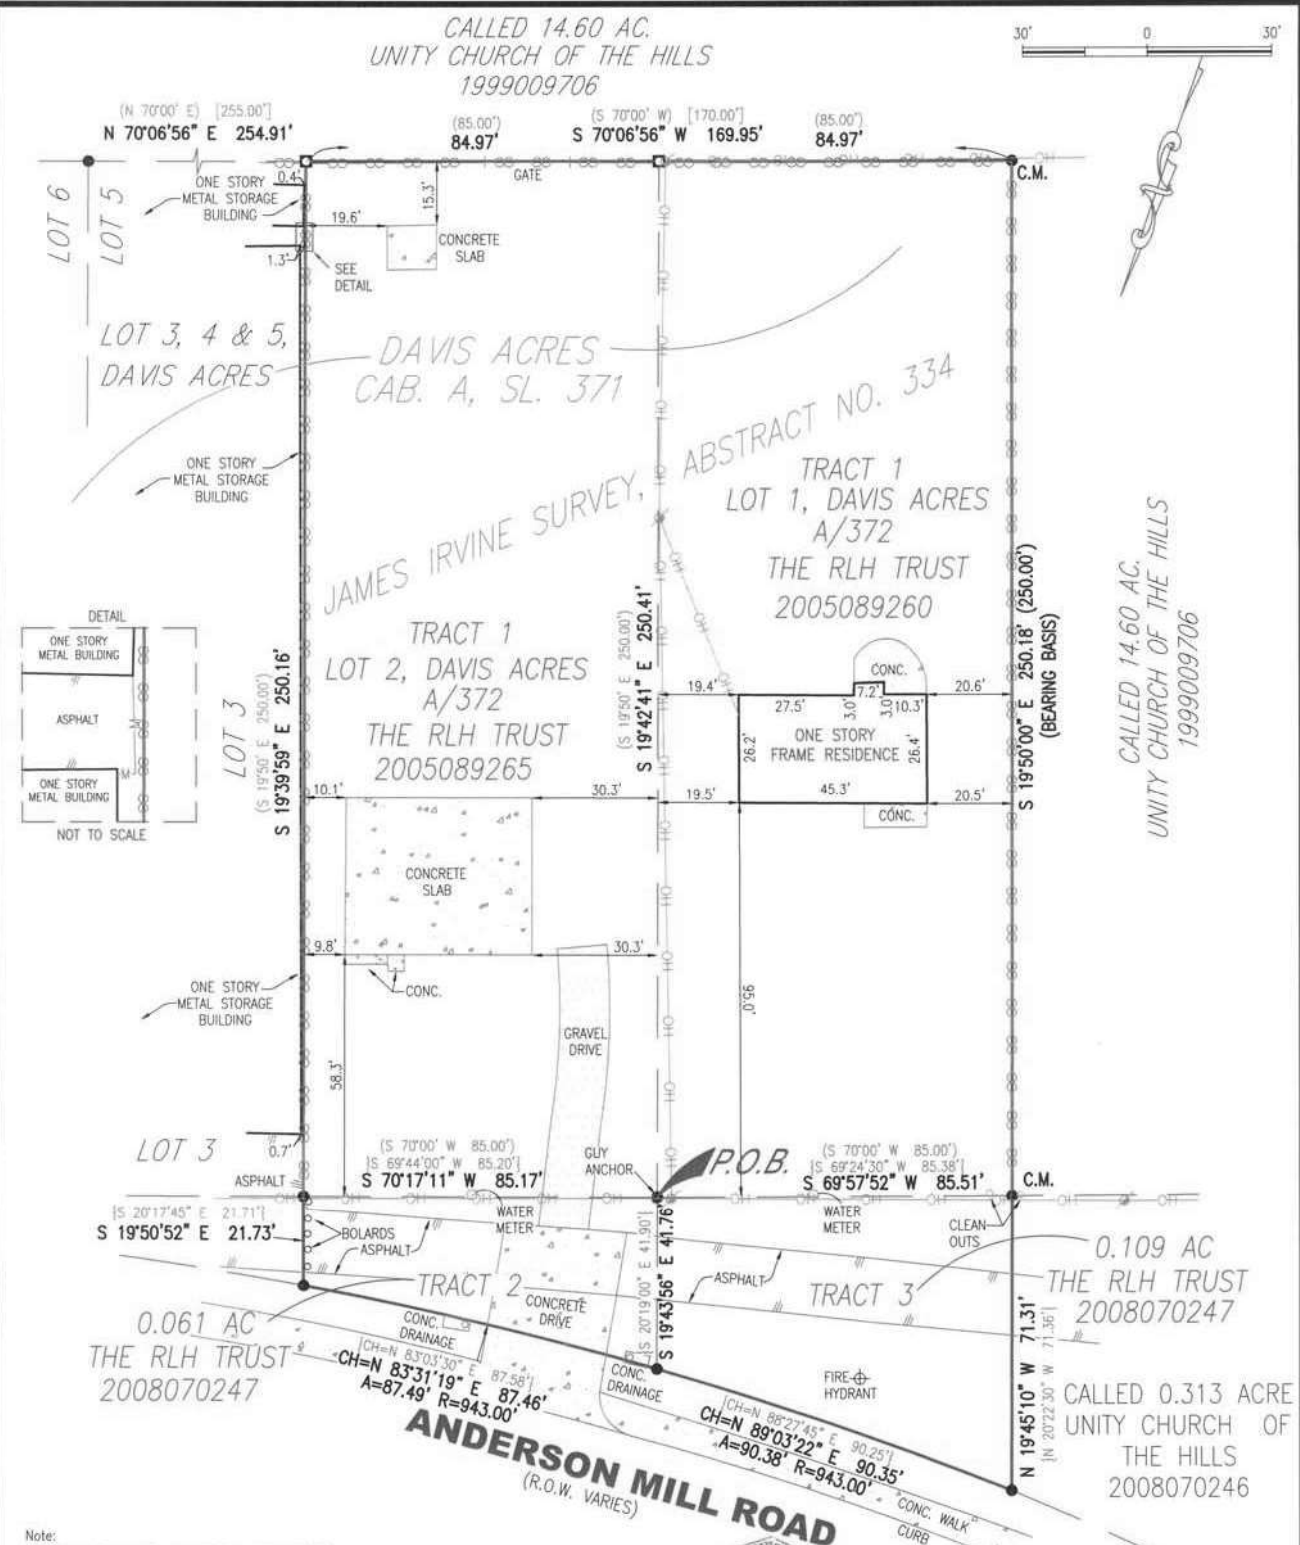 CALLED 14.60 AC.
UNITY CHURCH OF THE HILLS
1999009706
30' 0 30'
(N 70°00' E) [255.00']
N 70°06'56" E 254.91'
(85.00')
84.97'
(S 70°00' W) [170.00']
S 70°06'56" W 169.95'
(85.00')
84.97'
C.M.
GATE
LOT 6
LOT 5
0.4'
ONE STORY
METAL STORAGE
BUILDING
15.3'
19.6'
CONCRETE
SLAB
1.3'
SEE
DETAIL
LOT 3, 4 & 5,
DAVIS ACRES
DAVIS ACRES
CAB. A, SL. 371
JAMES IRVINE SURVEY, ABSTRACT NO. 334
ONE STORY
METAL STORAGE
BUILDING
TRACT 1
LOT 1, DAVIS ACRES
A/372
THE RLH TRUST
2005089260
CALLED 14.60 AC.
UNITY CHURCH OF THE HILLS
1999009706
S 19°50'00" E 250.18' (250.00')
(BEARING BASIS)
DETAIL
ONE STORY
METAL BUILDING
ASPHALT
ONE STORY
METAL BUILDING
NOT TO SCALE
LOT 3
(S 19°50' E 250.00')
S 19°39'59" E 250.16'
TRACT 1
LOT 2, DAVIS ACRES
A/372
THE RLH TRUST
2005089265
(S 19°50' E 250.00')
S 19°42'41" E 250.41'
OH
CONC.
19.4'
7.2'
20.6'
27.5'
3.0'
3.0'
10.3'
ONE STORY
FRAME RESIDENCE
26.2'
26.4'
45.3'
19.5'
20.5'
CONC.
10.1'
30.3'
CONCRETE
SLAB
9.8'
30.3'
CONC.
ONE STORY
METAL STORAGE
BUILDING
GRAVEL
DRIVE
95.0'
58.3'
LOT 3
0.7'
ASPHALT
(S 70°00' W 85.00')
{S 69°44'00" W 85.20'}
S 70°17'11" W 85.17'
GUY
ANCHOR
P.O.B.
(S 70°00' W 85.00')
{S 69°24'30" W 85.38'}
S 69°57'52" W 85.51'
C.M.
{S 20°17'45" E 21.71'}
S 19°50'52" E 21.73'
BOLARDS
ASPHALT
WATER
METER
WATER
METER
CLEAN
OUTS
{S 20°19'00" E 41.90'}
S 19°43'56" E 41.76'
ASPHALT
TRACT 2
TRACT 3
0.109 AC
THE RLH TRUST
2008070247
0.061 AC
THE RLH TRUST
2008070247
CONCRETE
DRIVE
CONC.
DRAINAGE
CONC.
DRAINAGE
{CH=N 83°03'30" E 87.58'}
CH=N 83°31'19" E 87.46'
A=87.49' R=943.00'
FIRE
HYDRANT
{CH=N 88°27'45" E 90.25'}
CH=N 89°03'22" E 90.35'
A=90.38' R=943.00'
N 19°45'10" W 71.31'
{N 20°22'30" W 71.36'}
CALLED 0.313 ACRE
UNITY CHURCH OF
THE HILLS
2008070246
ANDERSON MILL ROAD
(R.O.W. VARIES)
CONC. WALK
CURB
Note: